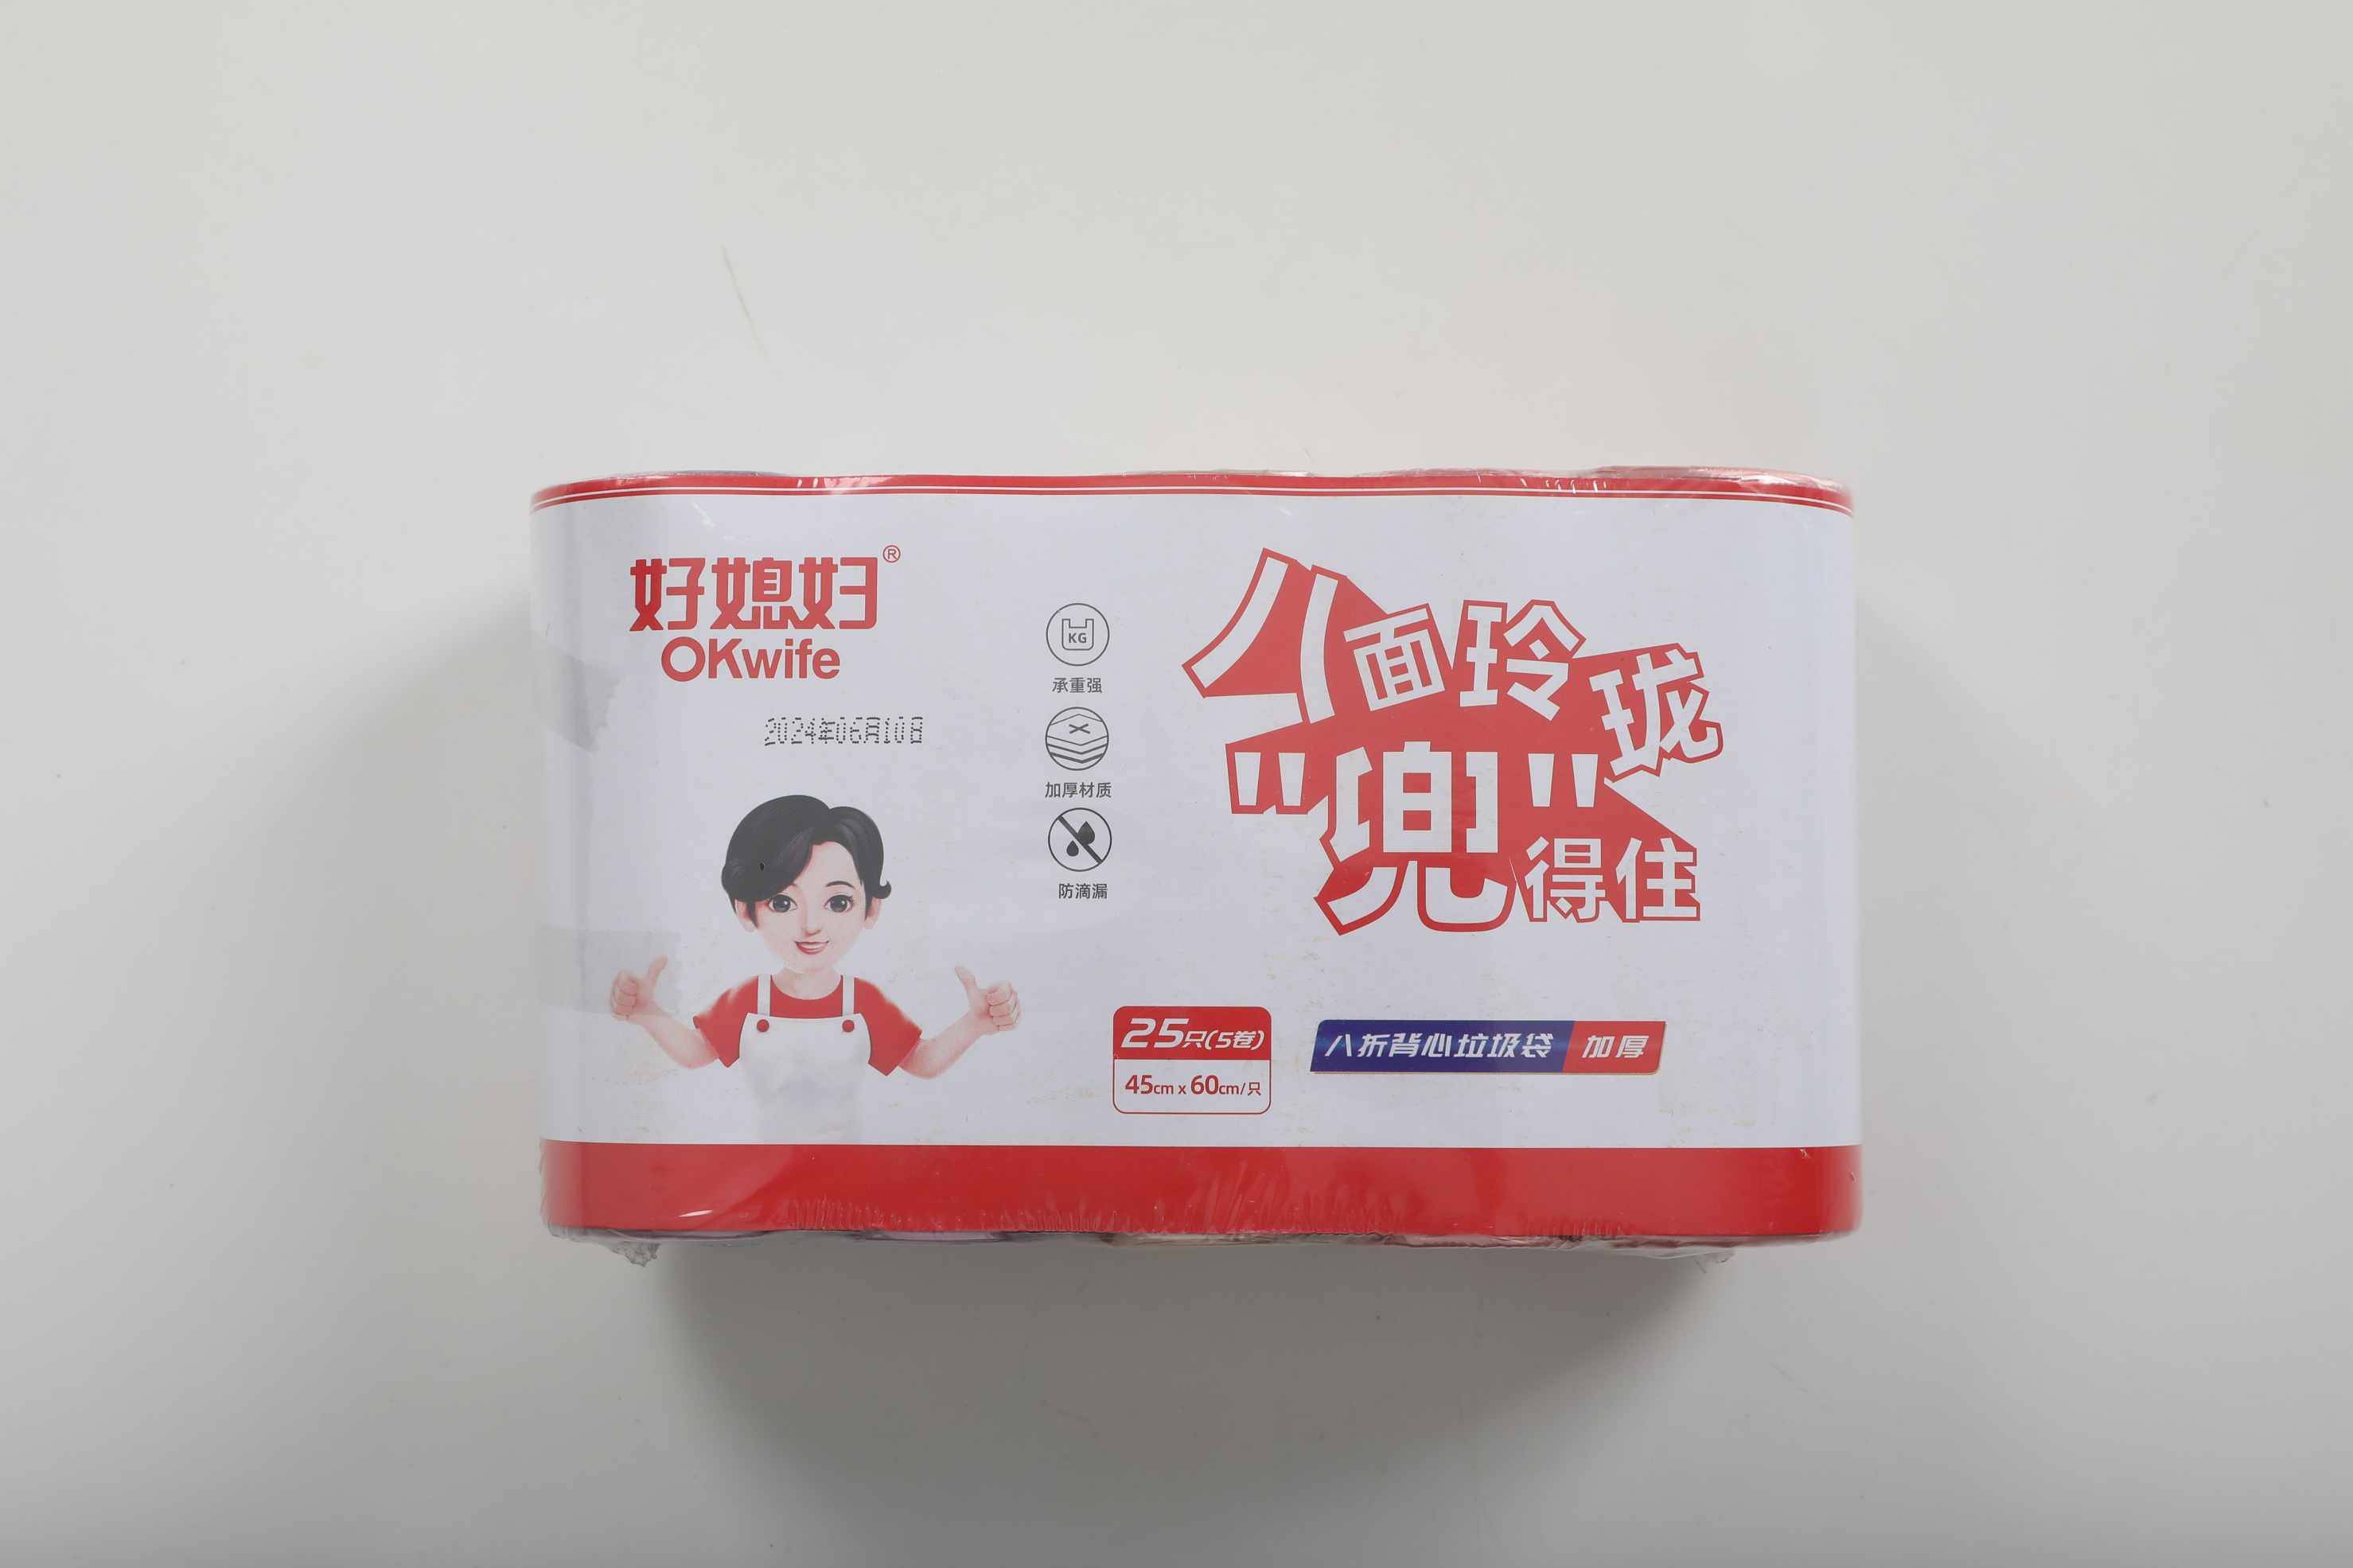 好媳妇®
OKwife
2024年06月10日
KG
承重强
加厚材质
防滴漏
八面玲珑
"兜"得住
25只(5卷)
45cm x 60cm/只
八折背心垃圾袋 加厚